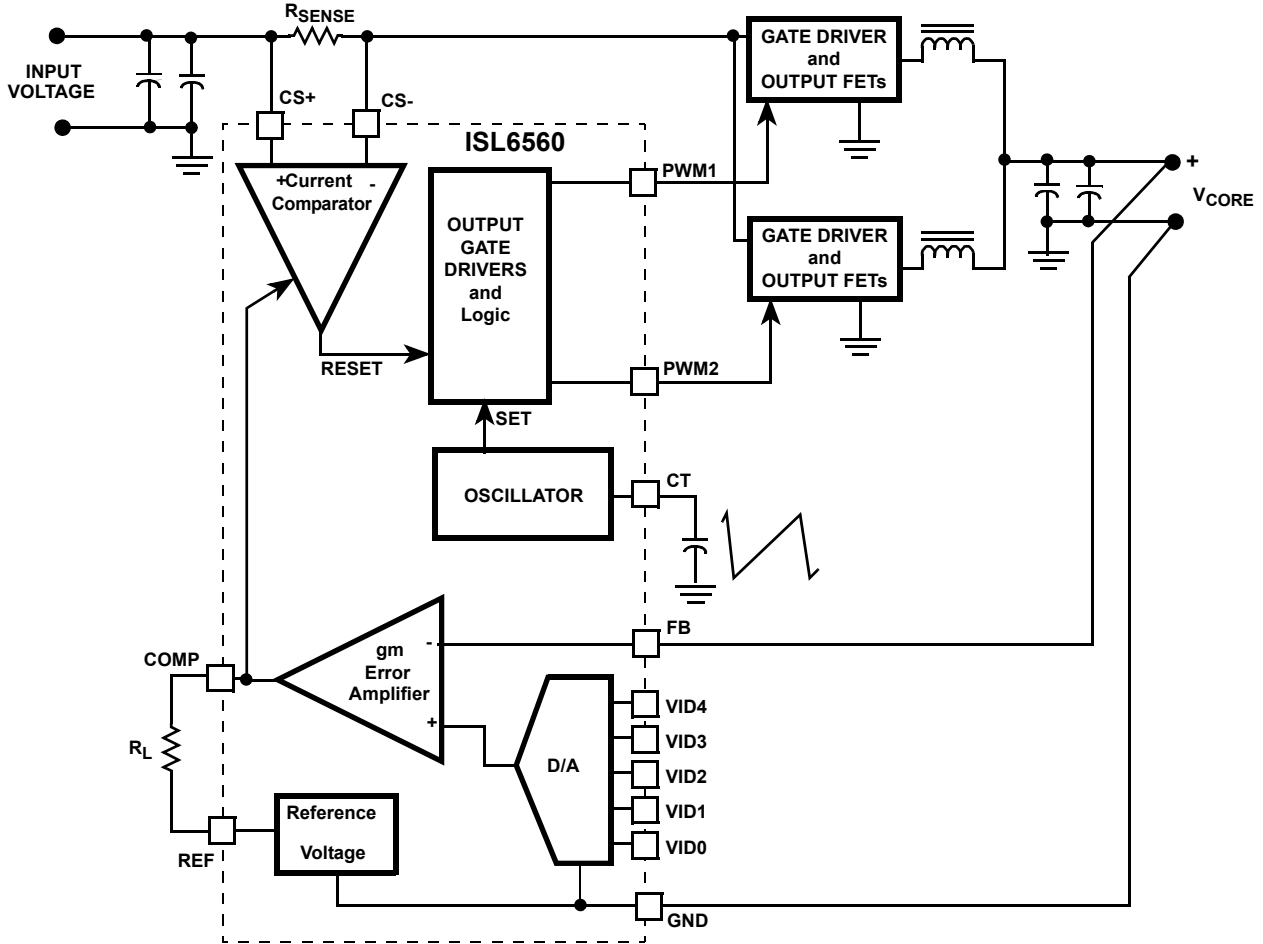 RSENSE
INPUT
VOLTAGE
CS+
CS-
ISL6560
+Current -
Comparator
OUTPUT
GATE
DRIVERS
and
Logic
RESET
SET
OSCILLATOR
PWM1
PWM2
GATE DRIVER
and
OUTPUT FETs
GATE DRIVER
and
OUTPUT FETs
+
VCORE
CT
FB
-
gm
Error
Amplifier
+
COMP
RL
REF
Reference
Voltage
D/A
VID4
VID3
VID2
VID1
VID0
GND